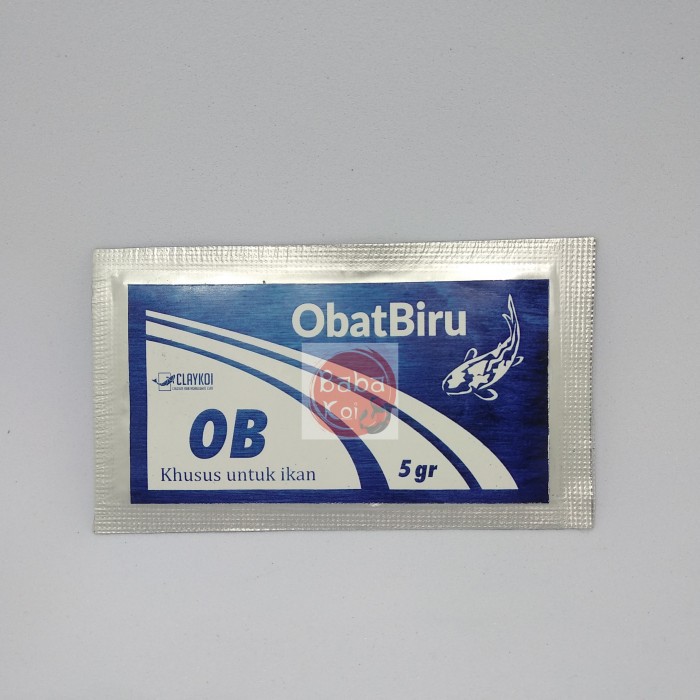 ObatBiru
CLAYKOI
Baba
Koi
OB
Khusus untuk ikan
5 gr